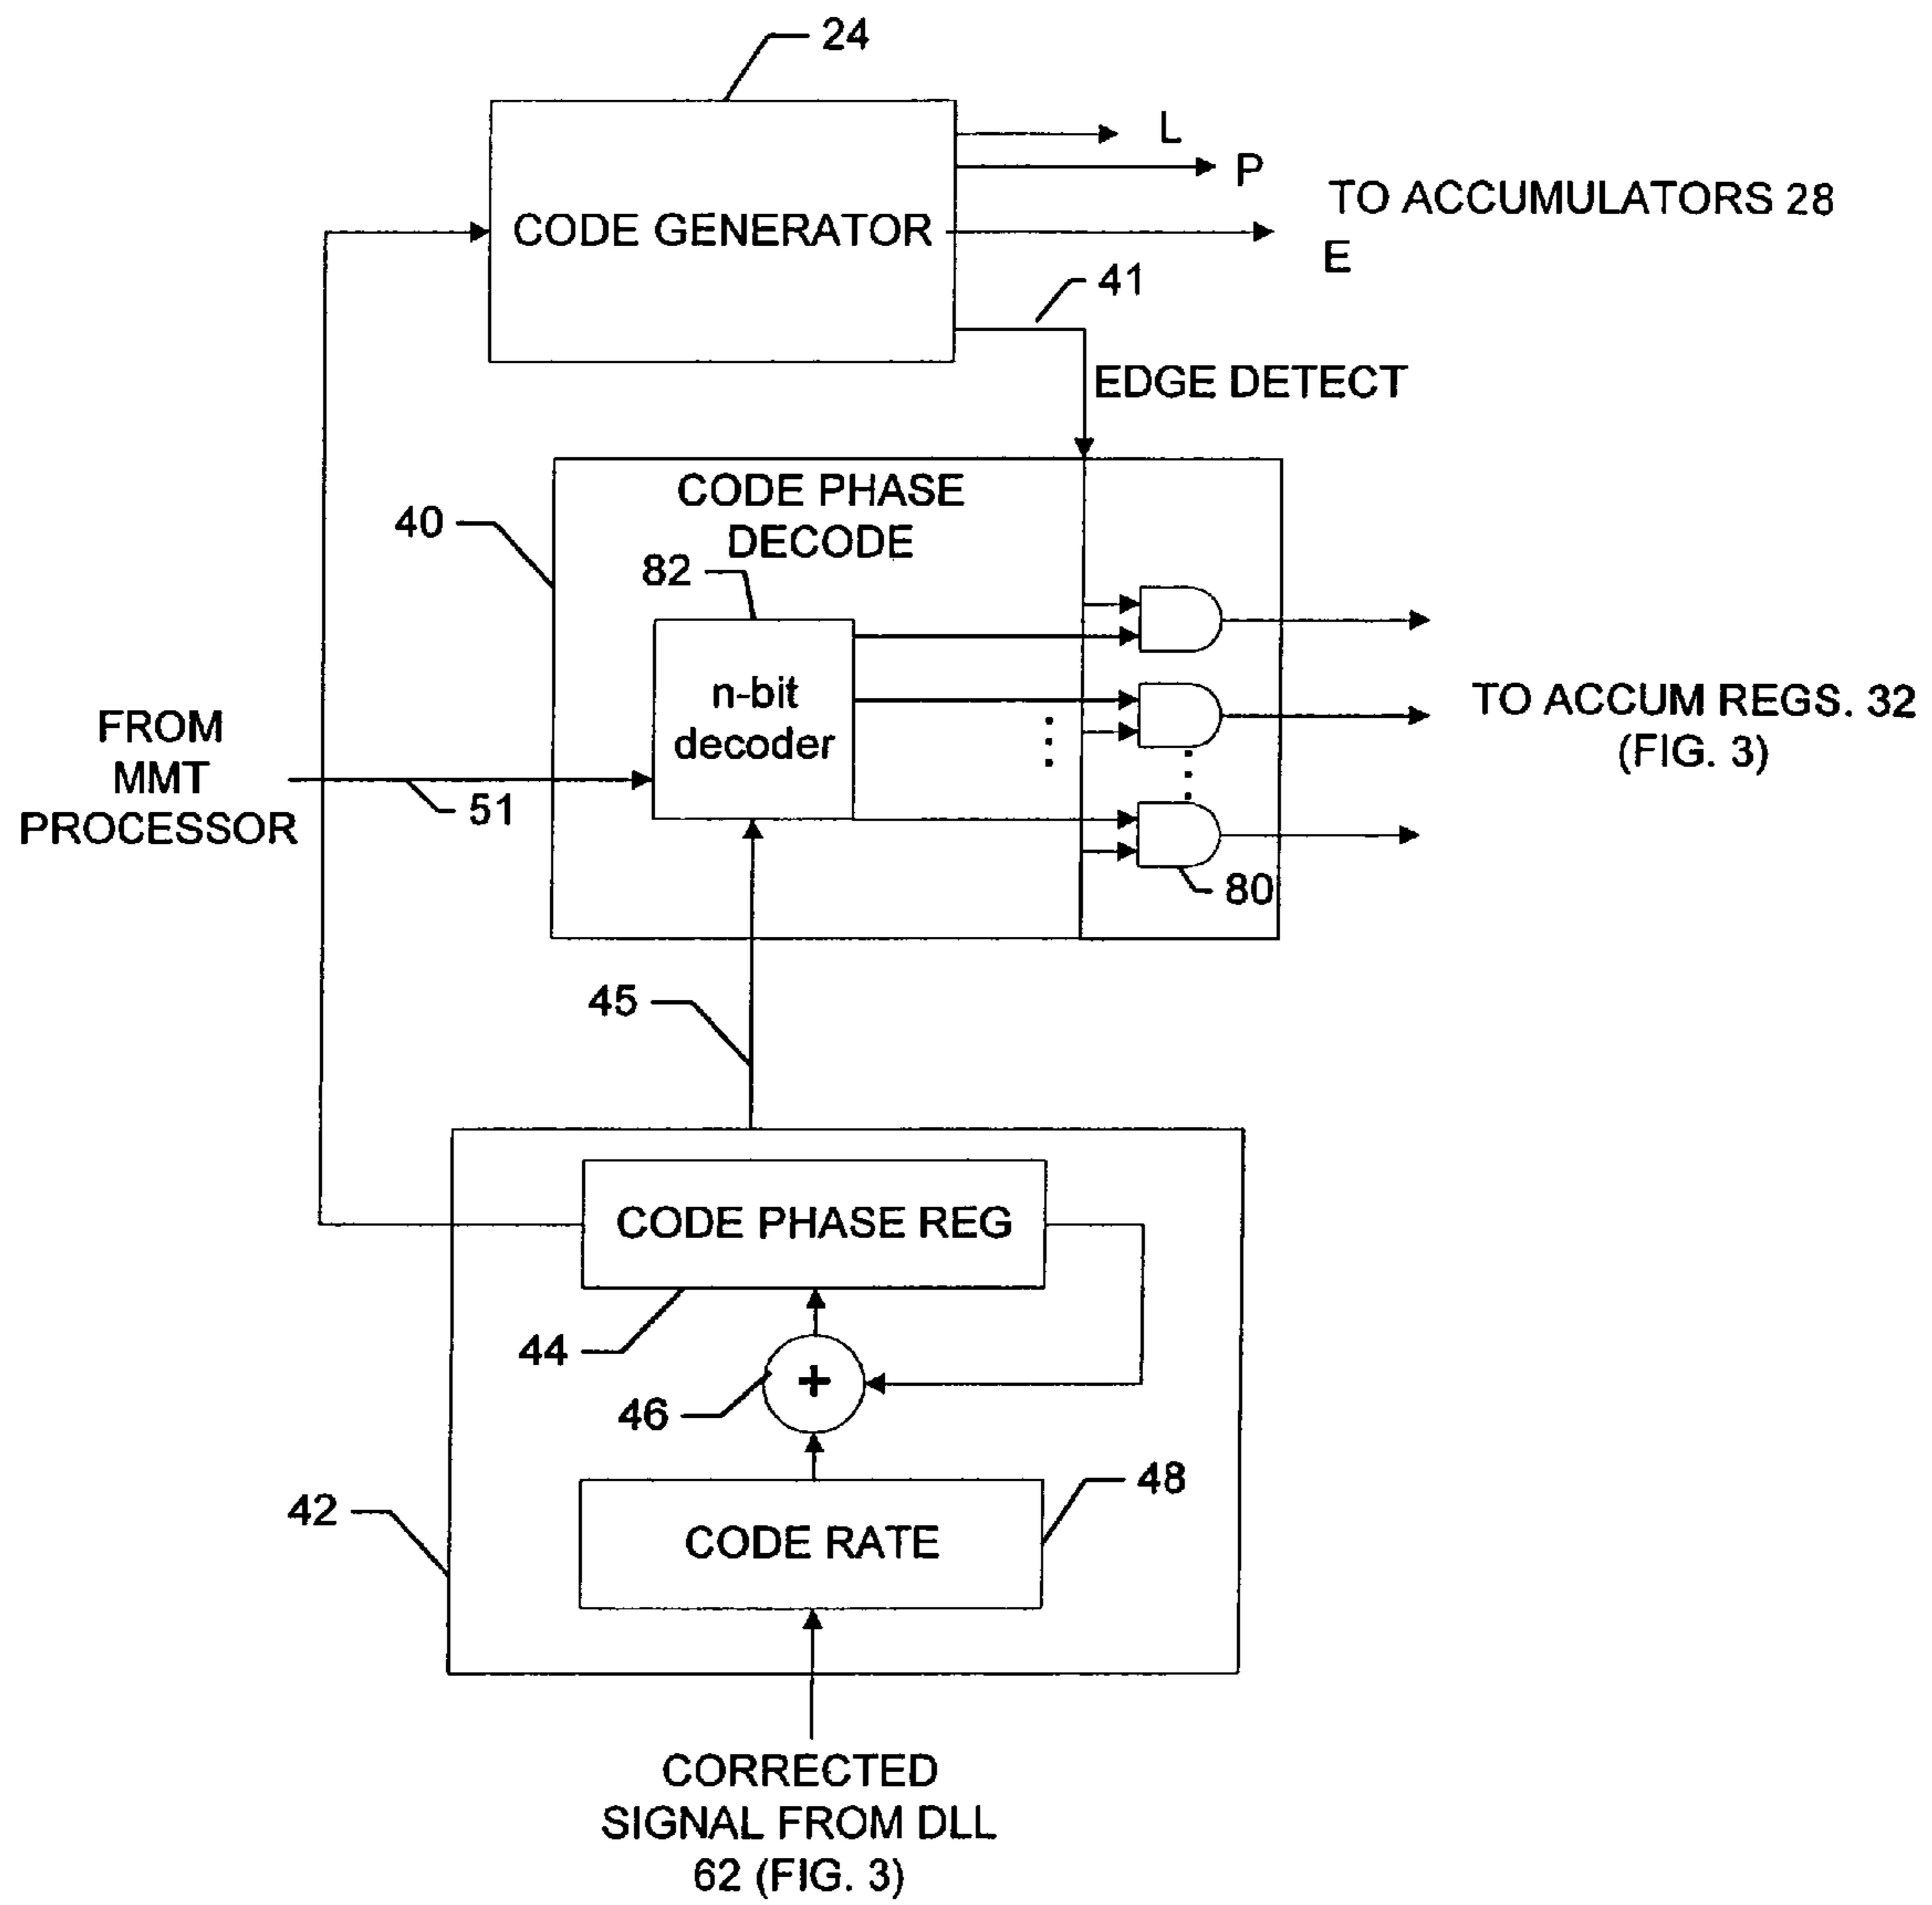 24
L
P
TO ACCUMULATORS 28
CODE GENERATOR
E
41
EDGE DETECT
CODE PHASE
DECODE
40
82
n-bit
decoder
FROM
MMT
PROCESSOR
51
TO ACCUM REGS. 32
(FIG. 3)
80
45
CODE PHASE REG
44
+
46
48
42
CODE RATE
CORRECTED
SIGNAL FROM DLL
62 (FIG. 3)